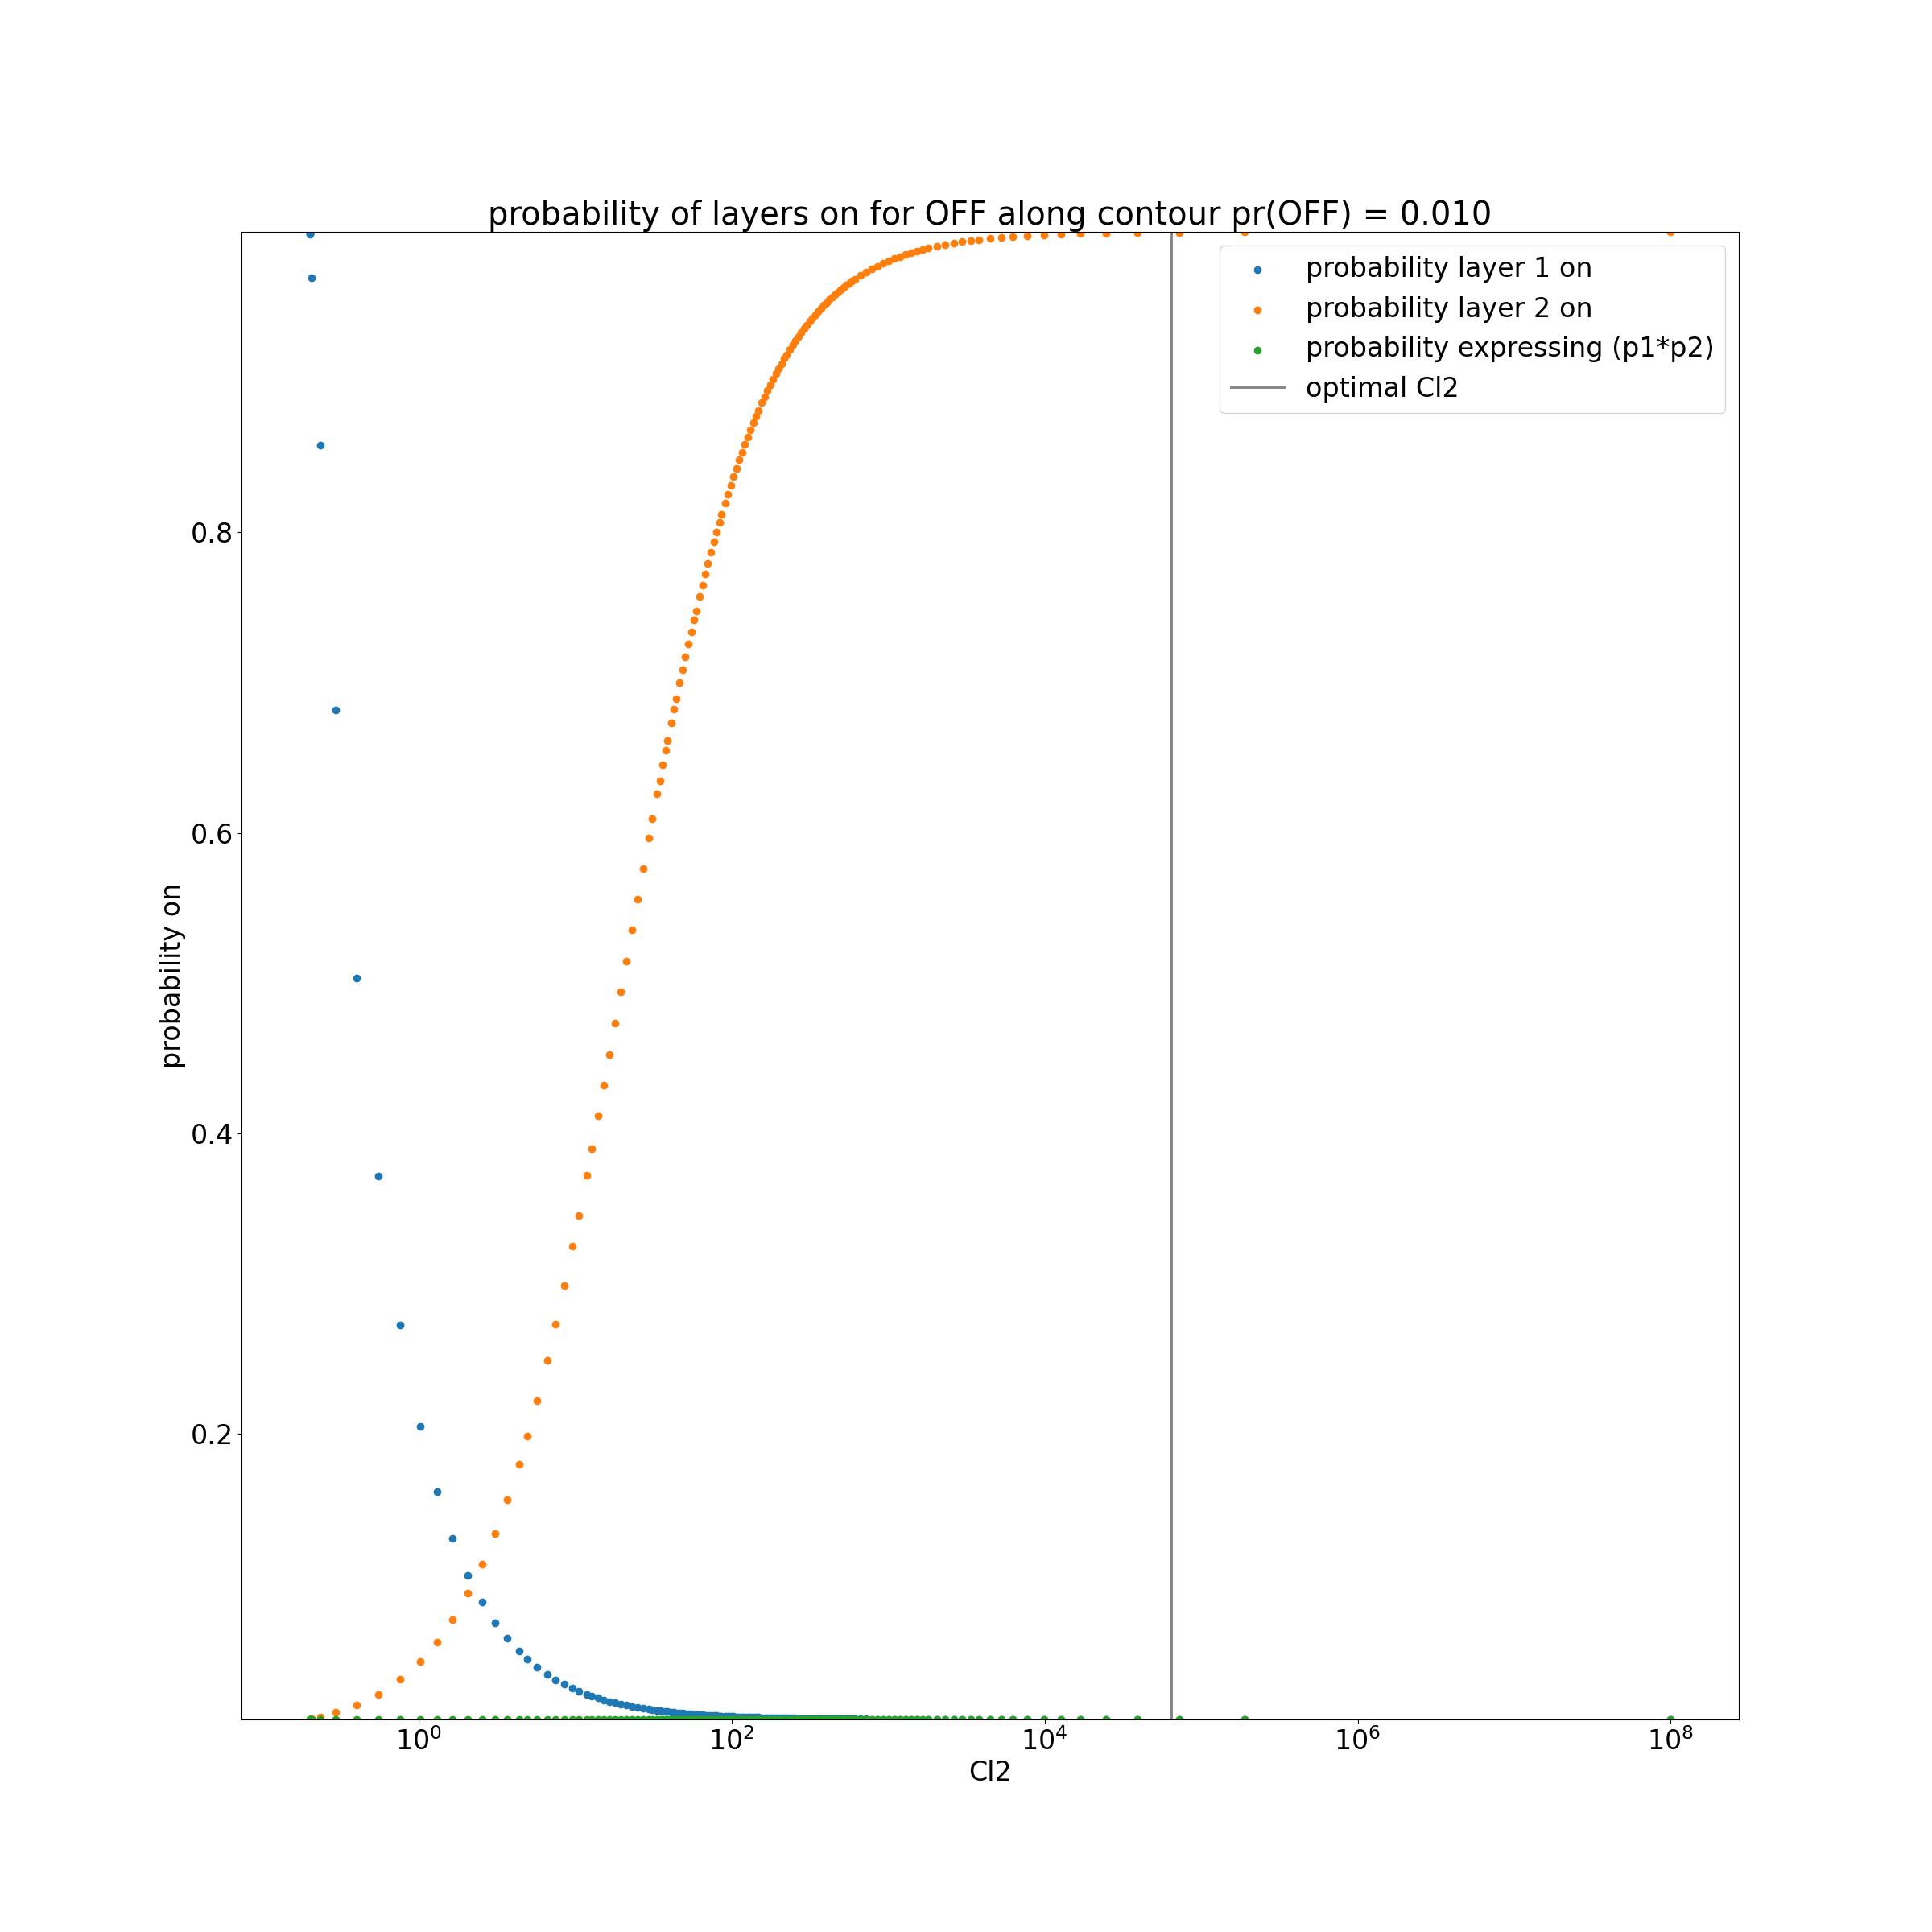 probability of layers on for OFF along contour pr(OFF) = 0.010
probability layer 1 on
probability layer 2 on
probability expressing (p1*p2)
optimal Cl2
0.8
0.6
0.4
0.2
probability on
10^0 10^2 10^4 10^6 10^8
Cl2